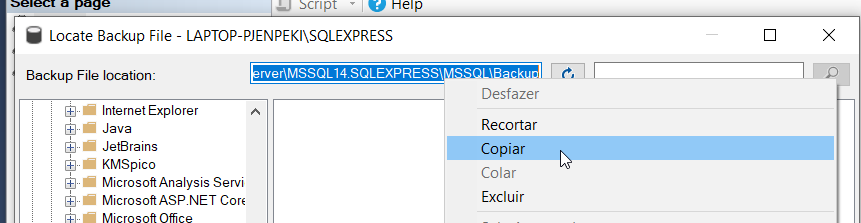 Select a page
Script
Help
Locate Backup File - LAPTOP-PJENPEKI\SQLEXPRESS
Backup File location:
erver\MSSQL14.SQLEXPRESS\MSSQL\Backup
Desfazer
Recortar
Copiar
Colar
Excluir
Internet Explorer
Java
JetBrains
KMSpico
Microsoft Analysis Servi
Microsoft ASP.NET Core
Microsoft Office